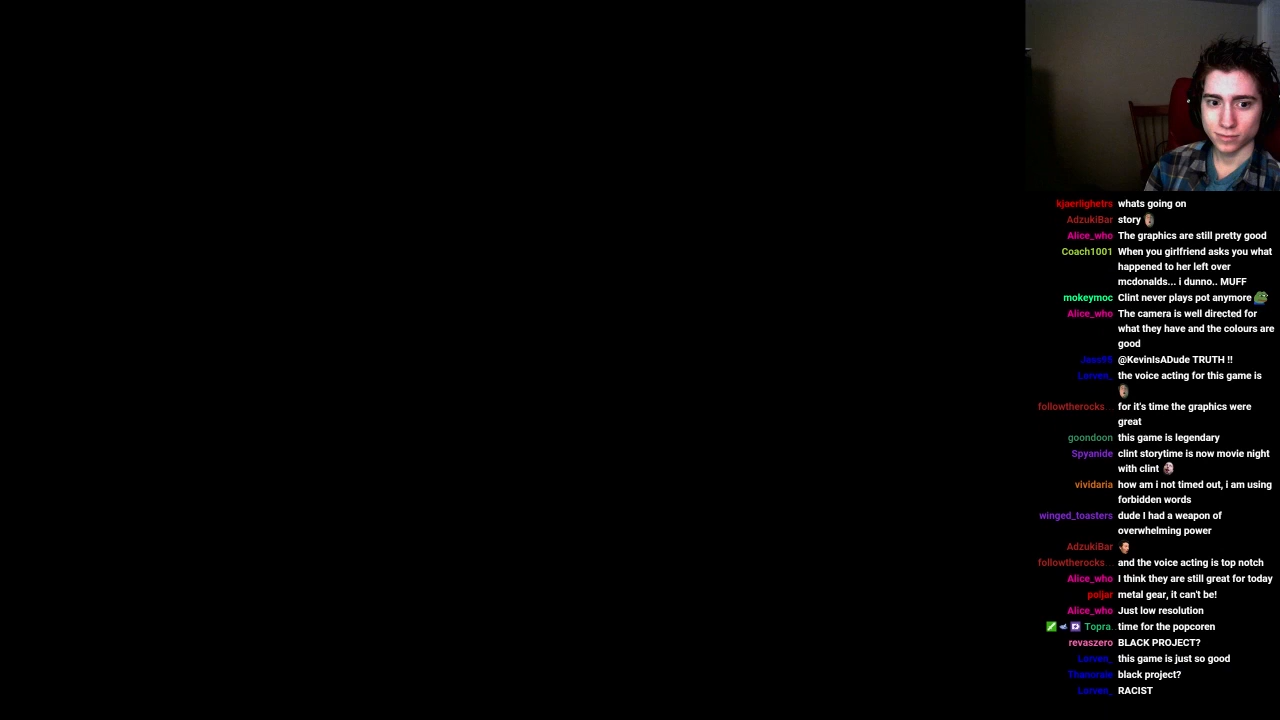 kjaerlighetrs whats going on
AdzukiBar story
Alice_who The graphics are still pretty good
Coach1001 When you girlfriend asks you what
happened to her left over
mcdonalds... i dunno.. MUFF
mokeymoc Clint never plays pot anymore
Alice_who The camera is well directed for
what they have and the colours are
good
@KevinIsADude TRUTH !!
Larven_ the voice acting for this game is
followtherocks... for it's time the graphics were
great
goondoon this game is legendary
Spyanide clint storytime is now movie night
with clint
vividaria how am i not timed out, i am using
forbidden words
winged_toasters dude I had a weapon of
overwhelming power
AdzukiBar
followtherocks... and the voice acting is top notch
Alice_who I think they are still great for today
poljar metal gear, it can't be!
Alice_who Just low resolution
Topra... time for the popcoren
revaszero BLACK PROJECT?
Larven_ this game is just so good
black project?
Larven_ RACIST